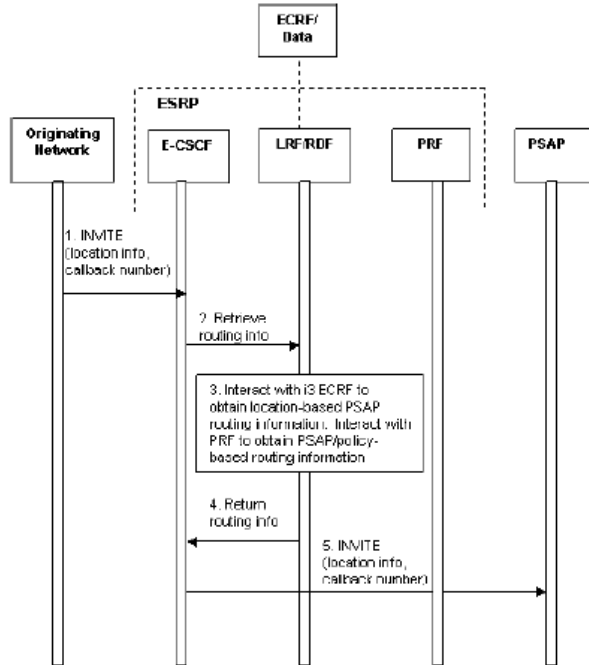 ECRF/
Data
ESRP
Originating
Network
E-CSCF
LRF/RDF
PRF
PSAP
1. INVITE
(location info,
callback number)
2. Retrieve
routing info
3. Interact with i3 ECRF to
obtain location-based PSAP
routing information. Interact with
PRF to obtain PSAP/policy-
based routing information
4. Return
routing info
5. INVITE
(location info,
callback number)